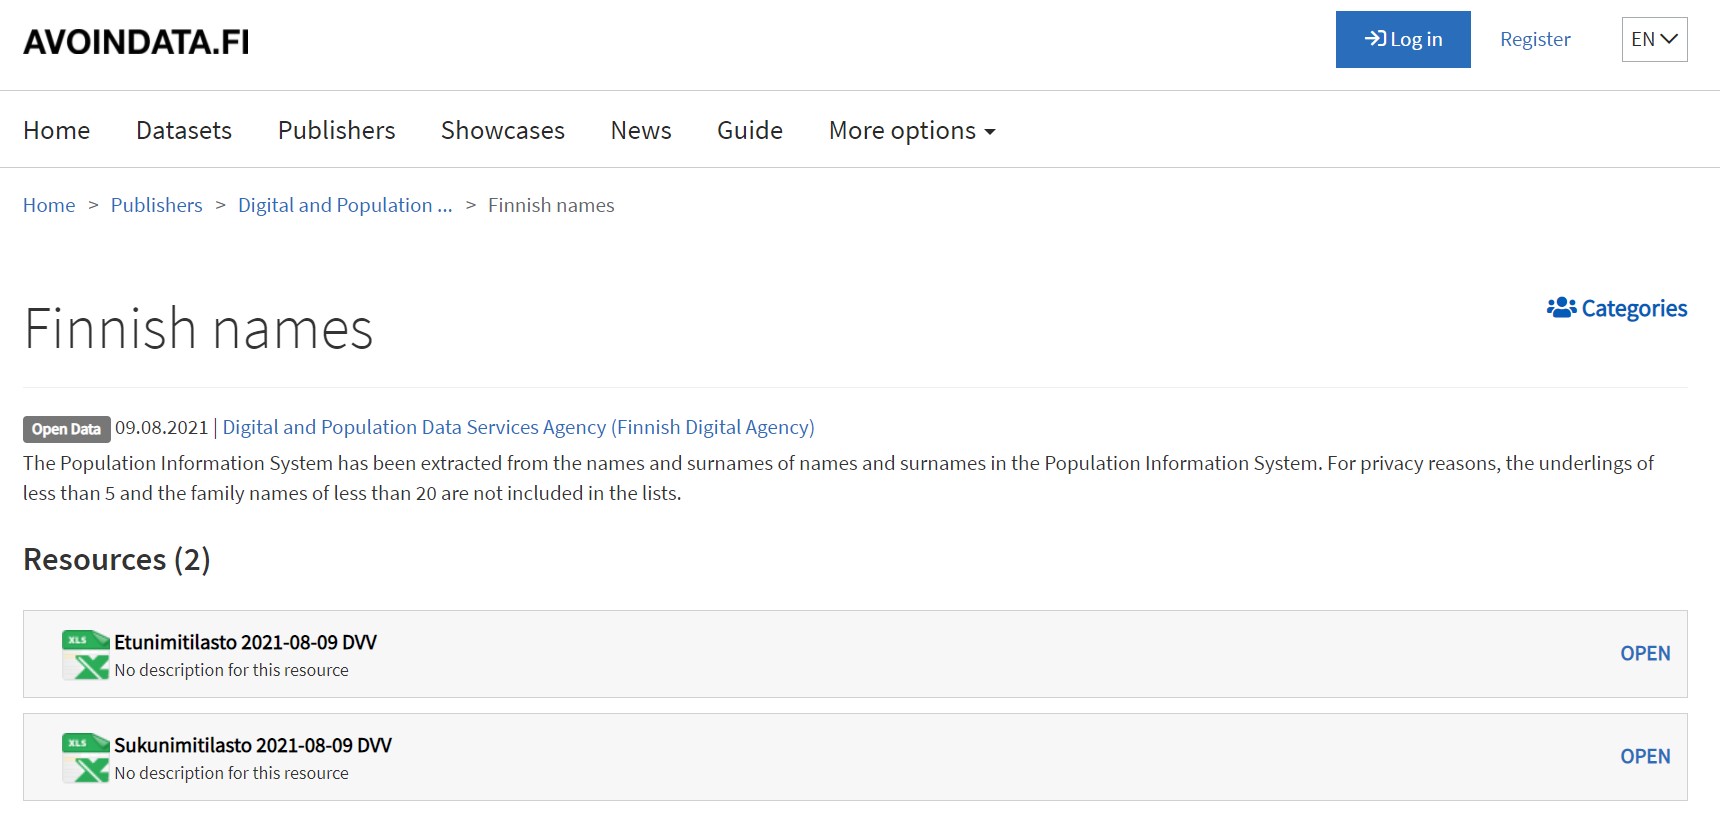 AVOINDATA.FI
Log in
Register
EN
Home
Datasets
Publishers
Showcases
News
Guide
More options
Home > Publishers > Digital and Population ... > Finnish names
Finnish names
Categories
Open Data 09.08.2021 | Digital and Population Data Services Agency (Finnish Digital Agency)
The Population Information System has been extracted from the names and surnames of names and surnames in the Population Information System. For privacy reasons, the underlings of
less than 5 and the family names of less than 20 are not included in the lists.
Resources (2)
XLS
Etunimitilasto 2021-08-09 DVV
No description for this resource
OPEN
XLS
Sukunimitilasto 2021-08-09 DVV
No description for this resource
OPEN